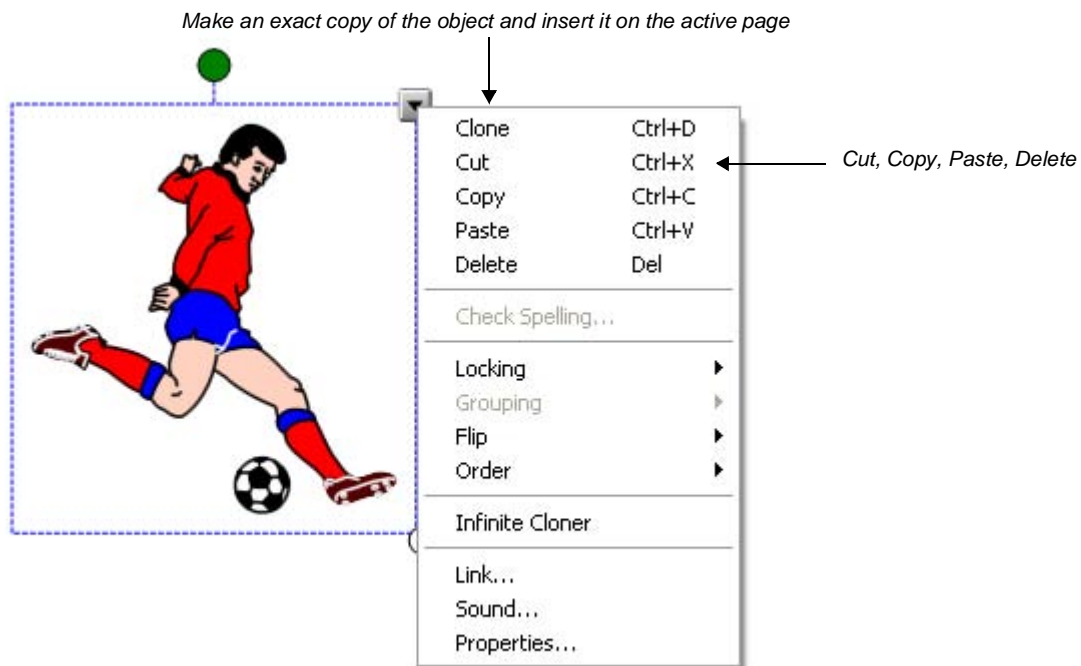 Make an exact copy of the object and insert it on the active page
Clone Ctrl+D
Cut Ctrl+X
Cut, Copy, Paste, Delete
Copy Ctrl+C
Paste Ctrl+V
Delete Del
Check Spelling...
Locking
Grouping
Flip
Order
Infinite Cloner
Link...
Sound...
Properties...